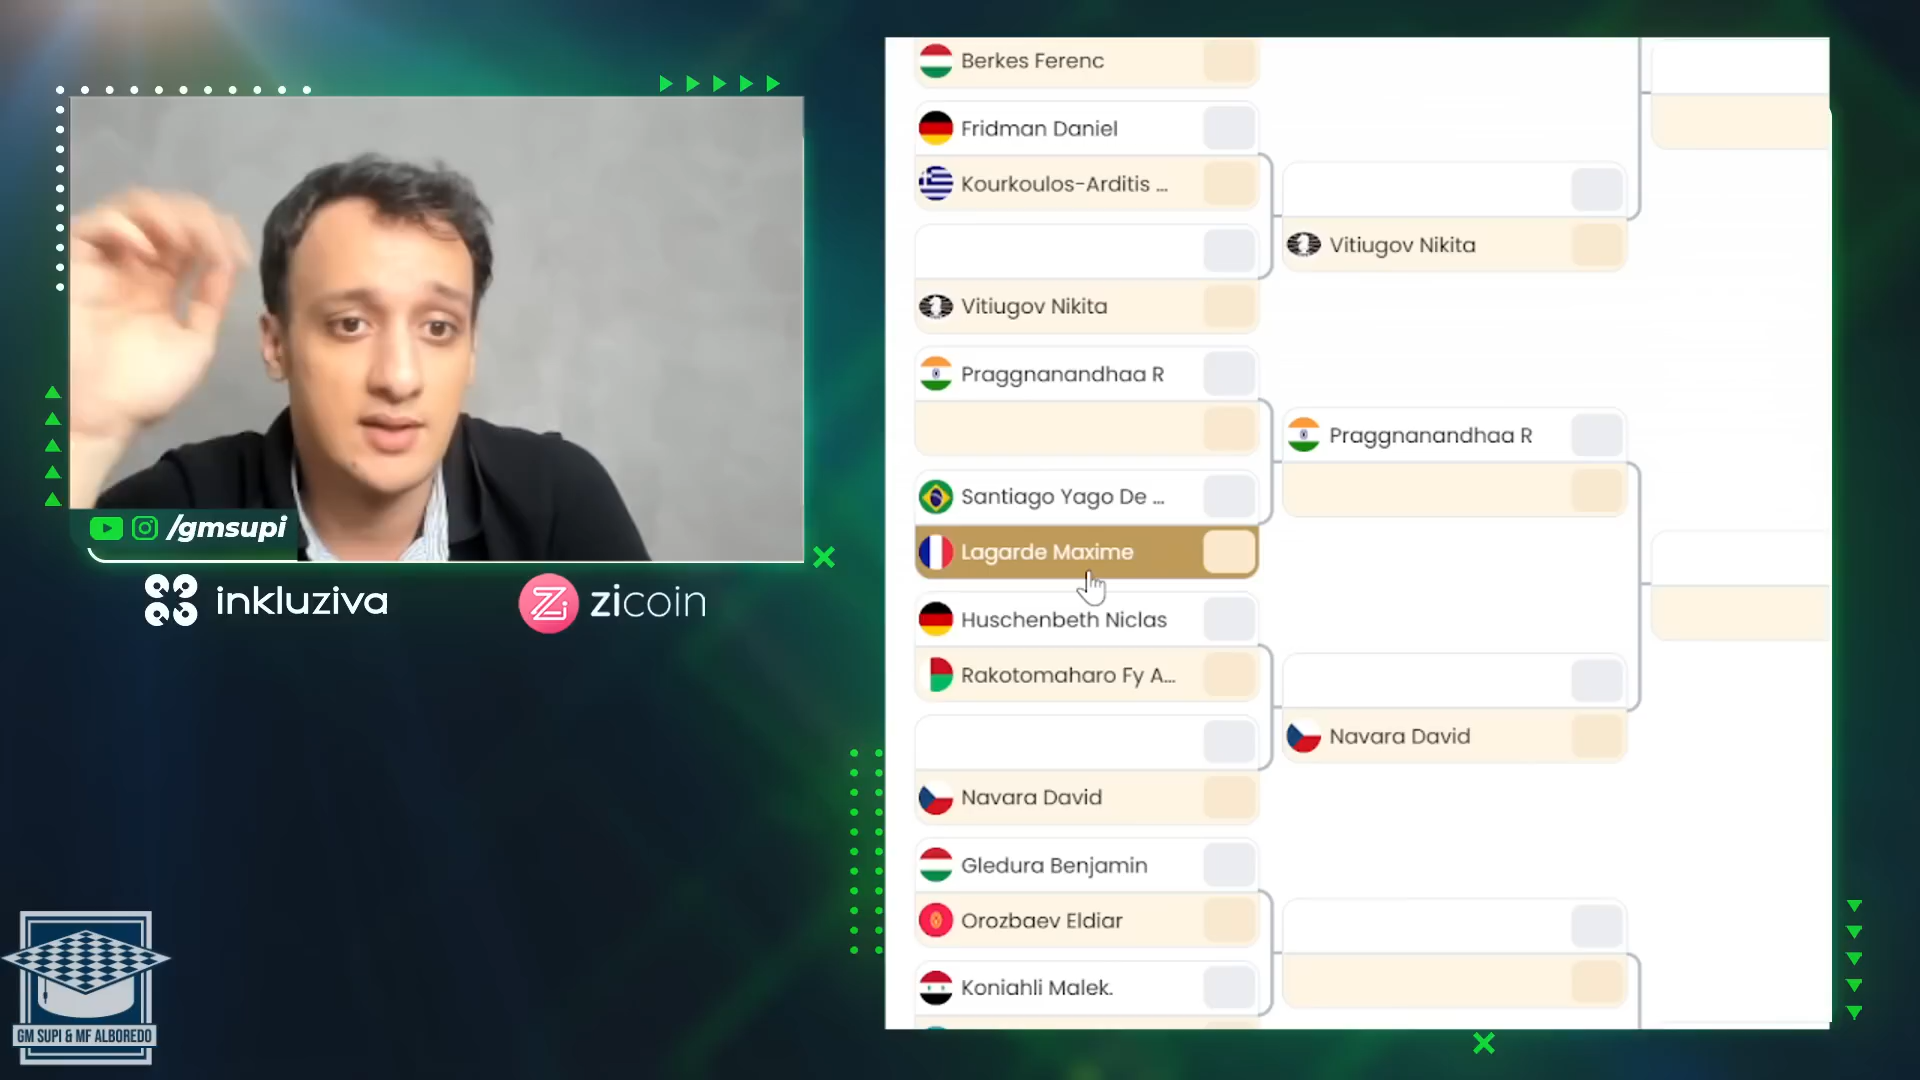 /gmsupi
inkluziva
zicoin
GM SUPI & MF ALBOREDO
Berkes Ferenc
Fridman Daniel
Kourkoulos-Arditis ...
Vitiugov Nikita
Praggnanandhaa R
Santiago Yago De ...
Lagarde Maxime
Huschenbeth Niclas
Rakotomaharo Fy A...
Navara David
Gledura Benjamin
Orozbaev Eldiar
Koniahli Malek.
Vitiugov Nikita
Praggnanandhaa R
Navara David